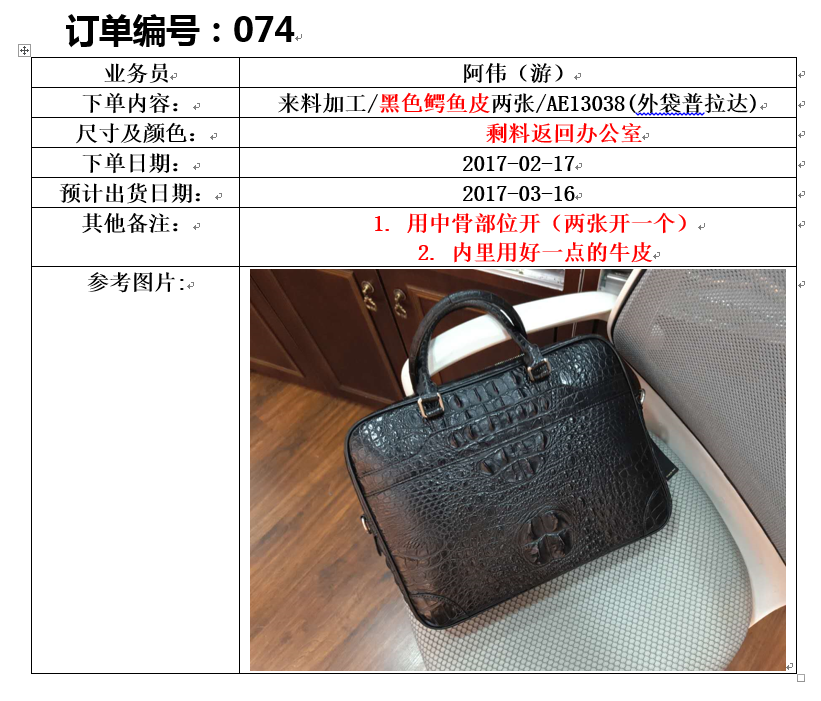 订单编号：074
业务员 阿伟（游）
下单内容： 来料加工/黑色鳄鱼皮两张/AE13038(外袋普拉达)
尺寸及颜色： 剩料返回办公室
下单日期： 2017-02-17
预计出货日期： 2017-03-16
其他备注： 1. 用中骨部位开（两张开一个）
2. 内里用好一点的牛皮
参考图片: